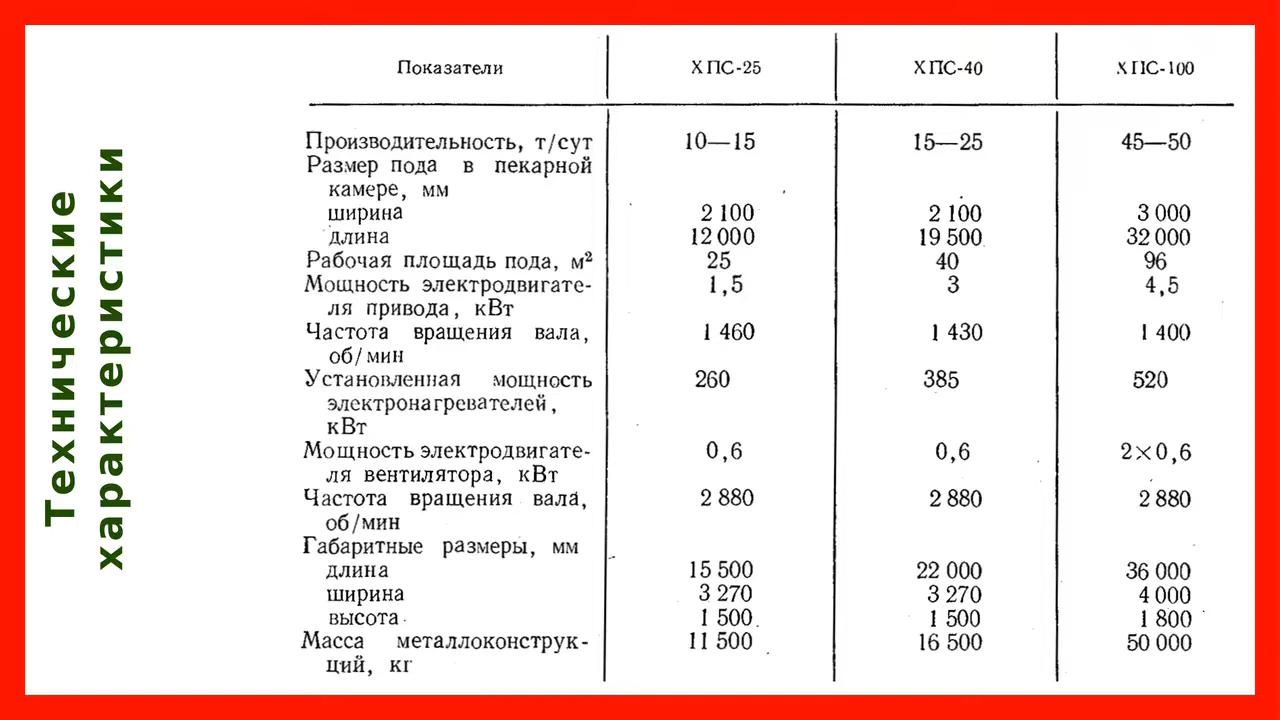 Технические
характеристики
Показатели ХПС-25 ХПС-40 ХПС-100
Производительность, т/сут 10—15 15—25 45—50
Размер пода в пекарной
камере, мм
ширина 2 100 2 100 3 000
длина 12 000 19 500 32 000
Рабочая площадь пода, м² 25 40 96
Мощность электродвигате-
ля привода, кВт 1,5 3 4,5
Частота вращения вала,
об/мин 1 460 1 430 1 400
Установленная мощность
электронагревателей,
кВт 260 385 520
Мощность электродвигате-
ля вентилятора, кВт 0,6 0,6 2×0,6
Частота вращения вала,
об/мин 2 880 2 880 2 880
Габаритные размеры, мм
длина 15 500 22 000 36 000
ширина 3 270 3 270 4 000
высота 1 500 1 500 1 800
Масса металлоконструк-
ций, кг 11 500 16 500 50 000